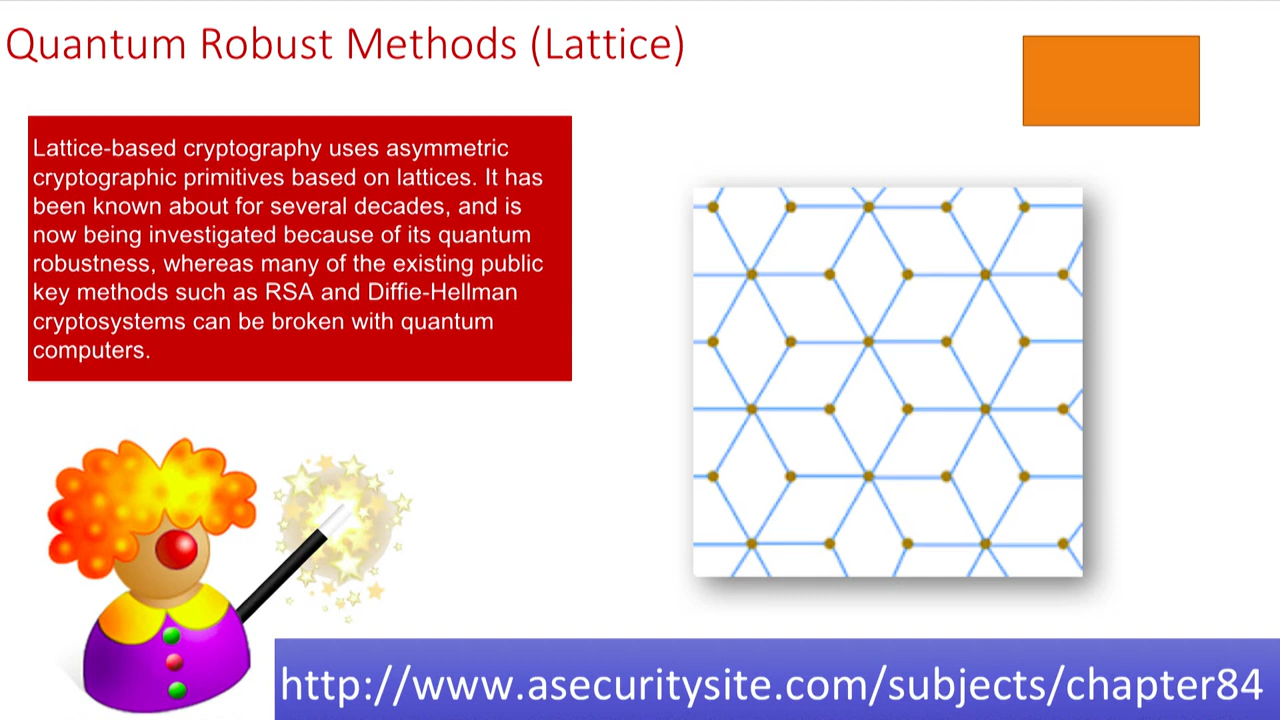 Quantum Robust Methods (Lattice)
Lattice-based cryptography uses asymmetric
cryptographic primitives based on lattices. It has
been known about for several decades, and is
now being investigated because of its quantum
robustness, whereas many of the existing public
key methods such as RSA and Diffie-Hellman
cryptosystems can be broken with quantum
computers.
http://www.asecuritysite.com/subjects/chapter84